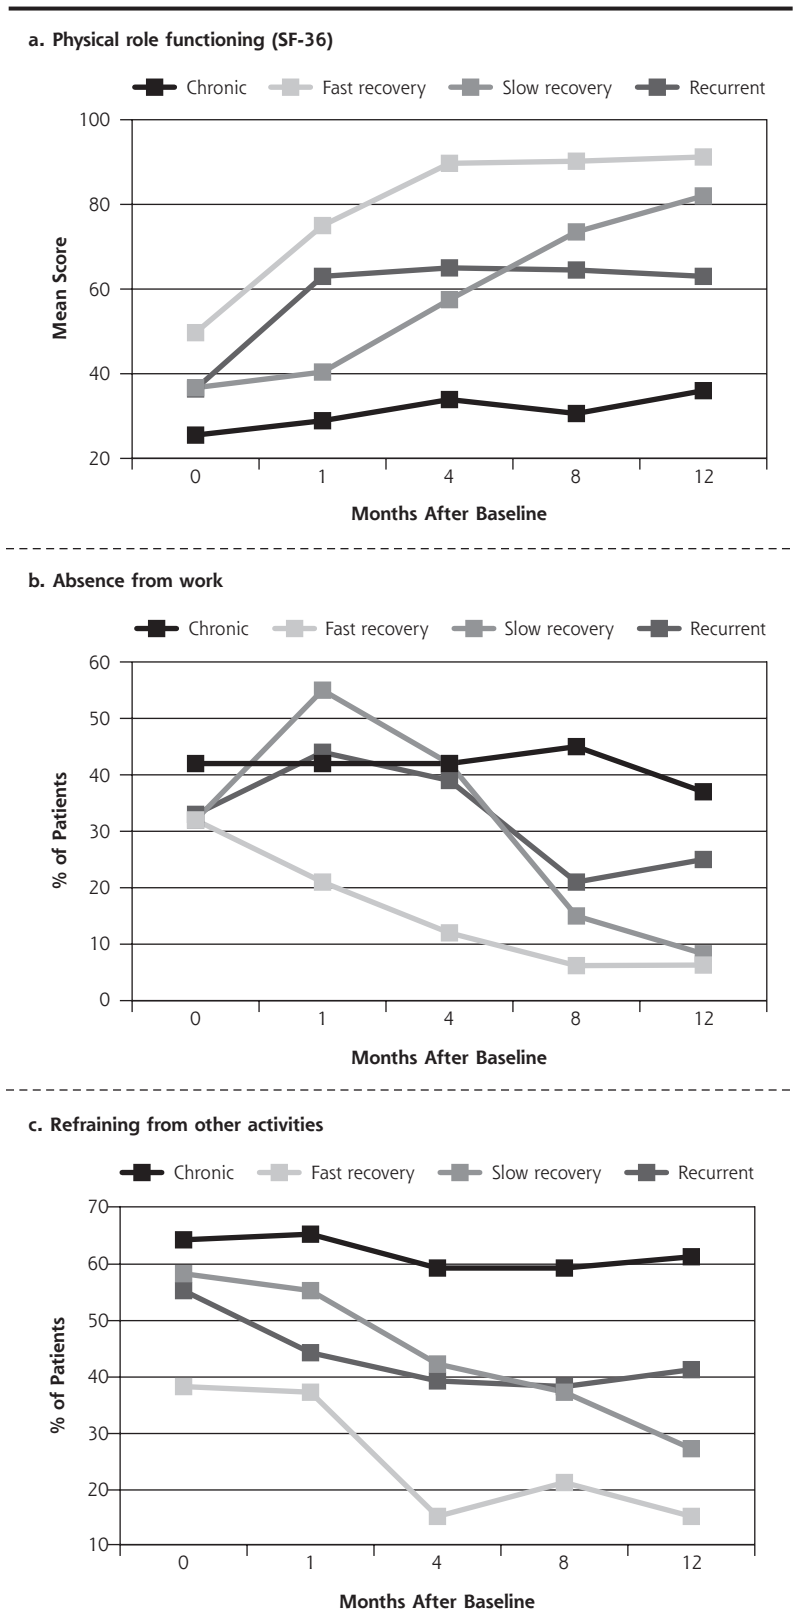 a. Physical role functioning (SF-36)
Chronic Fast recovery Slow recovery Recurrent
100
80
60
40
20
Mean Score
0 1 4 8 12
Months After Baseline
b. Absence from work
Chronic Fast recovery Slow recovery Recurrent
60
50
40
30
20
10
0
% of Patients
0 1 4 8 12
Months After Baseline
c. Refraining from other activities
Chronic Fast recovery Slow recovery Recurrent
70
60
50
40
30
20
10
% of Patients
0 1 4 8 12
Months After Baseline